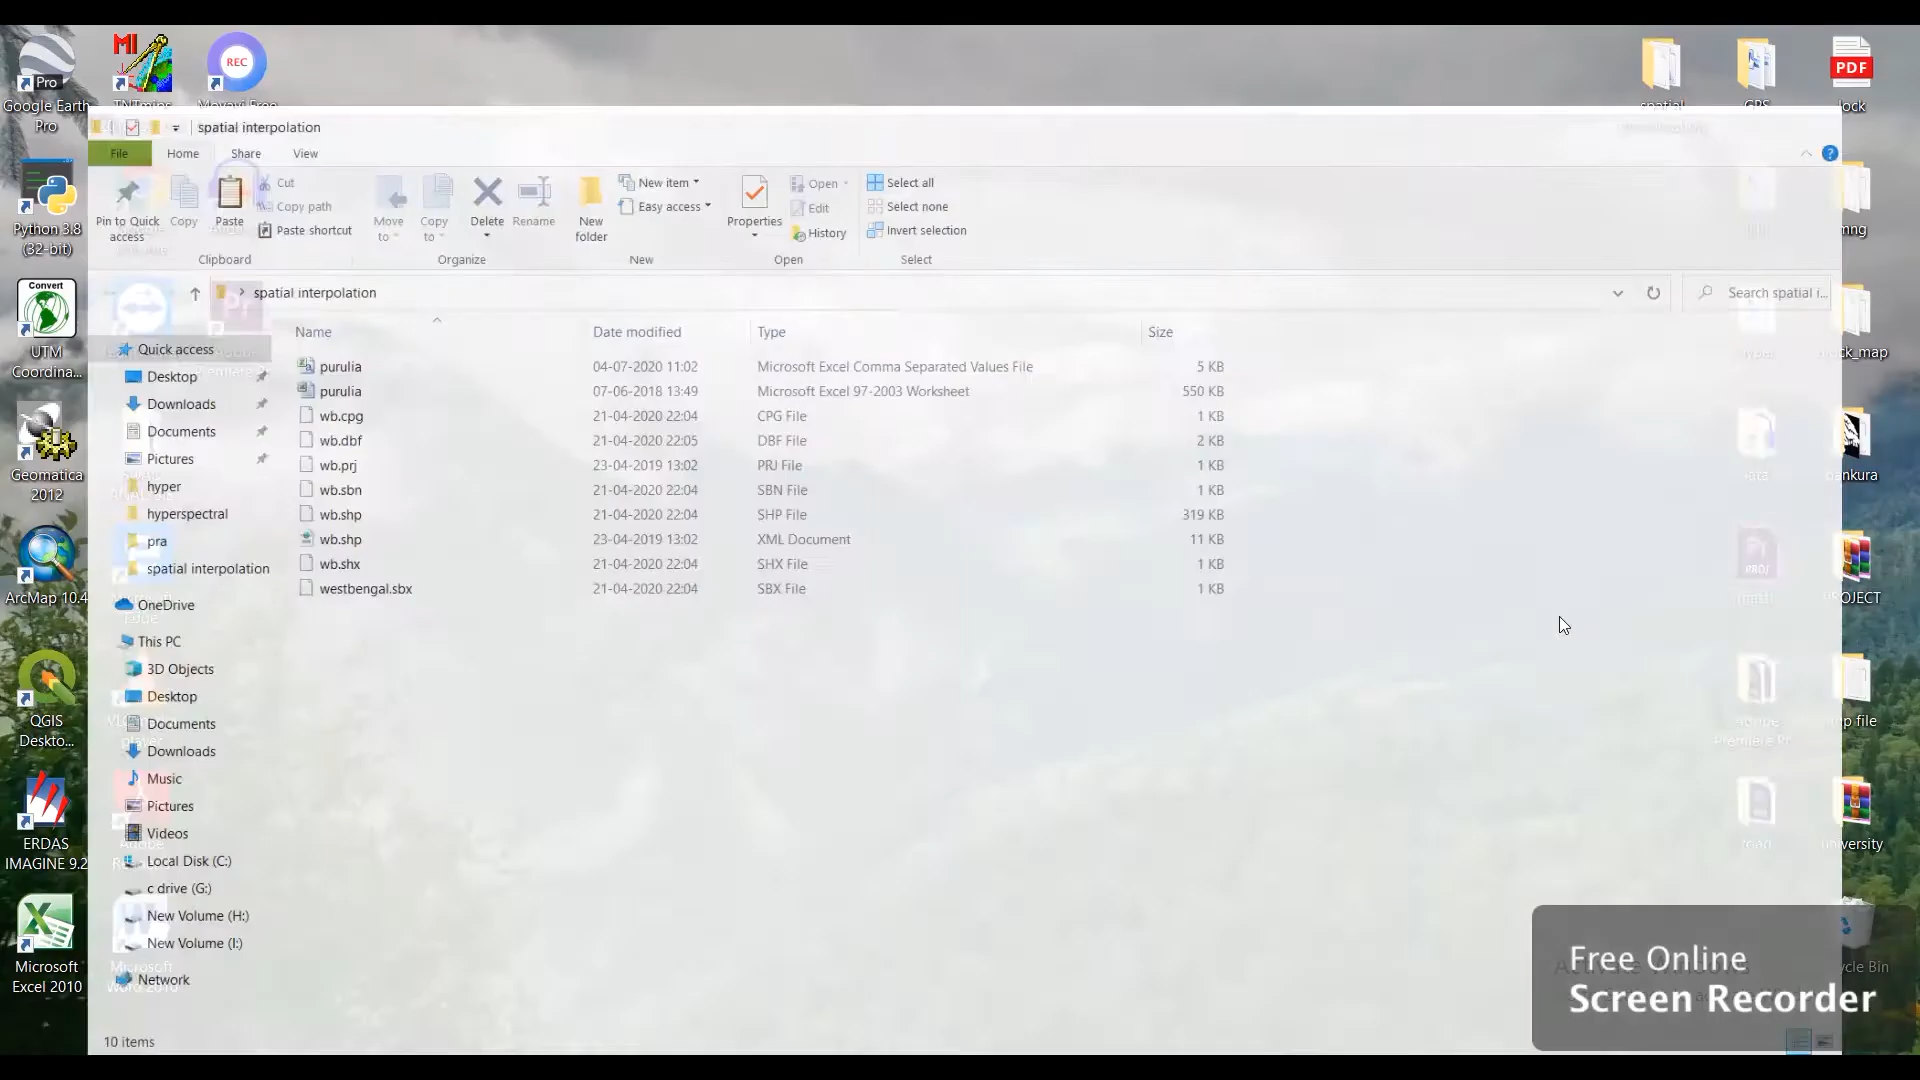 Pro
Google Earth
Pro
MI
REC
spatial
GPS
PDF
lock
Python 3.8
(32-bit)
Convert
UTM
Coordina...
Geomatica
2012
ArcMap 10.4
QGIS
Deskto...
ERDAS
IMAGINE 9.2
Microsoft
Excel 2010
spatial interpolation
File
Home
Share
View
Pin to Quick
access
Copy
Paste
Cut
Copy path
Paste shortcut
Clipboard
Move
to
Copy
to
Delete
Rename
Organize
New
folder
New item
Easy access
New
Properties
Open
Edit
History
Open
Select all
Select none
Invert selection
Select
spatial interpolation
Search spatial i...
Name
Date modified
Type
Size
purulia 04-07-2020 11:02 Microsoft Excel Comma Separated Values File 5 KB
purulia 07-06-2018 13:49 Microsoft Excel 97-2003 Worksheet 550 KB
wb.cpg 21-04-2020 22:04 CPG File 1 KB
wb.dbf 21-04-2020 22:05 DBF File 2 KB
wb.prj 23-04-2019 13:02 PRJ File 1 KB
wb.sbn 21-04-2020 22:04 SBN File 1 KB
wb.shp 21-04-2020 22:04 SHP File 319 KB
wb.shp 23-04-2019 13:02 XML Document 11 KB
wb.shx 21-04-2020 22:04 SHX File 1 KB
westbengal.sbx 21-04-2020 22:04 SBX File 1 KB
Quick access
Desktop
Downloads
Documents
Pictures
hyper
hyperspectral
pra
spatial interpolation
OneDrive
This PC
3D Objects
Desktop
Documents
Downloads
Music
Pictures
Videos
Local Disk (C:)
c drive (G:)
New Volume (H:)
New Volume (I:)
Network
10 items
PROJECT
university
Free Online
Screen Recorder